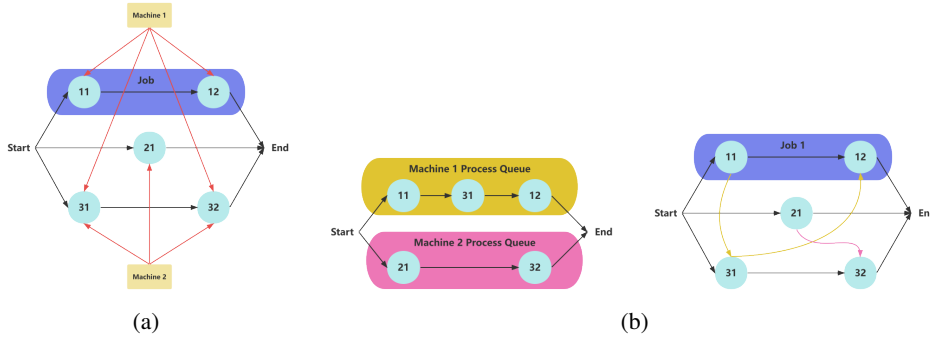 Machine 1
Job
11
12
Start
21
End
31
32
Machine 2
(a)
Machine 1 Process Queue
11
31
12
Start
End
Machine 2 Process Queue
21
32
Job 1
11
12
Start
21
En
31
32
(b)